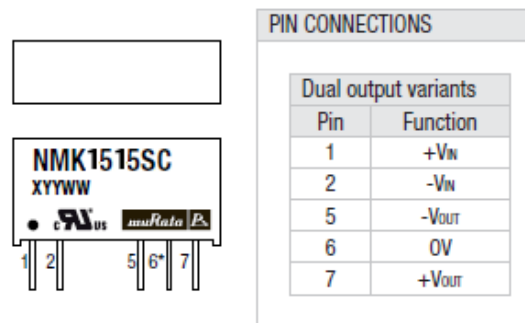 NMK1515SC
XYYWW
c RU us muRata Ps
1 2 5 6* 7
PIN CONNECTIONS
Dual output variants
Pin Function
1 +VIN
2 -VIN
5 -VOUT
6 0V
7 +VOUT